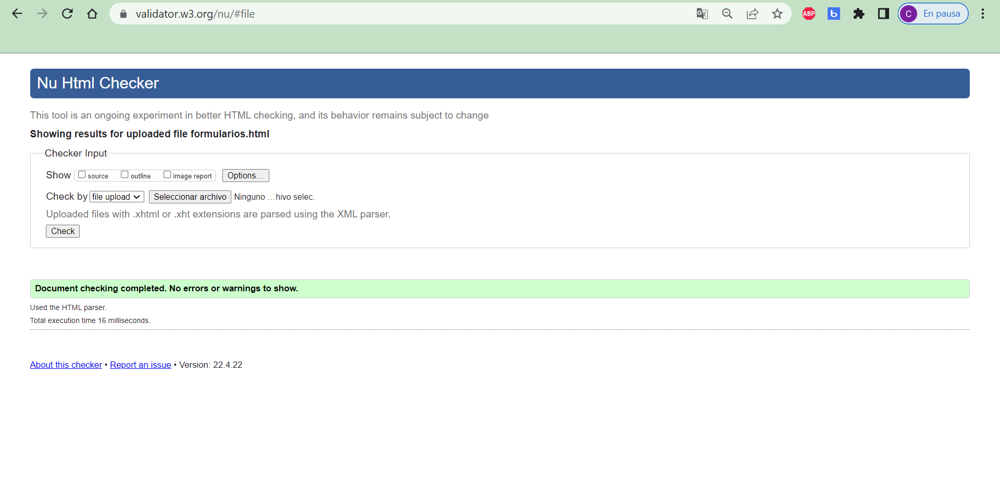 validator.w3.org/nu/#file
ABP
b
C
En pausa
Nu Html Checker
This tool is an ongoing experiment in better HTML checking, and its behavior remains subject to change
Showing results for uploaded file formularios.html
Checker Input
Show source outline image report Options...
Check by file upload Seleccionar archivo Ninguno …hivo selec.
Uploaded files with .xhtml or .xht extensions are parsed using the XML parser.
Check
Document checking completed. No errors or warnings to show.
Used the HTML parser.
Total execution time 16 milliseconds.
About this checker • Report an issue • Version: 22.4.22